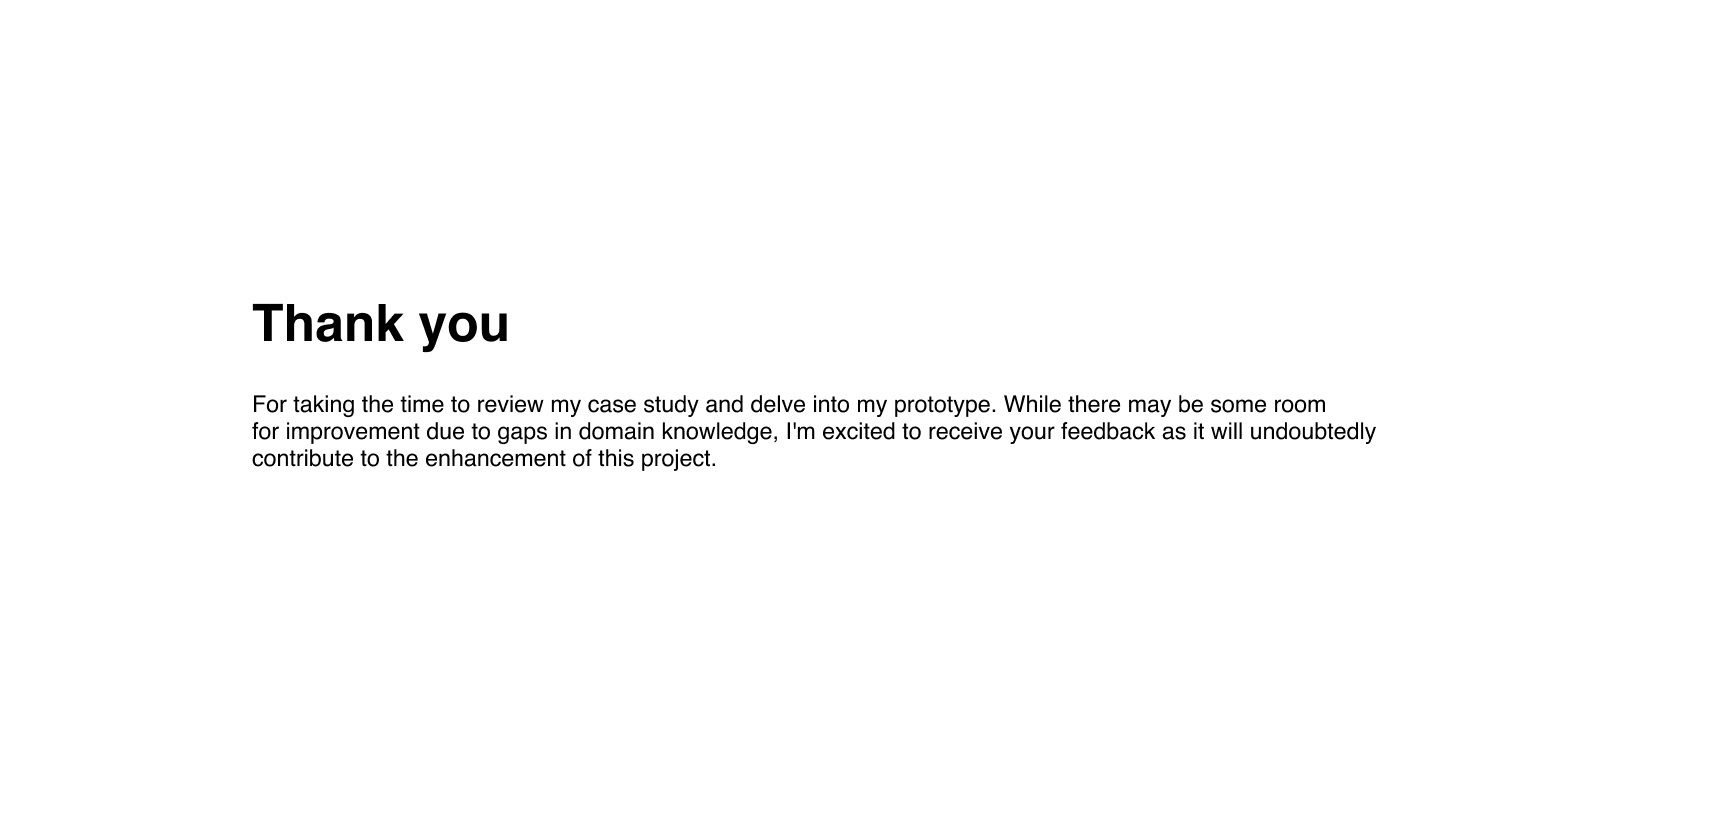 Thank you
For taking the time to review my case study and delve into my prototype. While there may be some room
for improvement due to gaps in domain knowledge, I'm excited to receive your feedback as it will undoubtedly
contribute to the enhancement of this project.